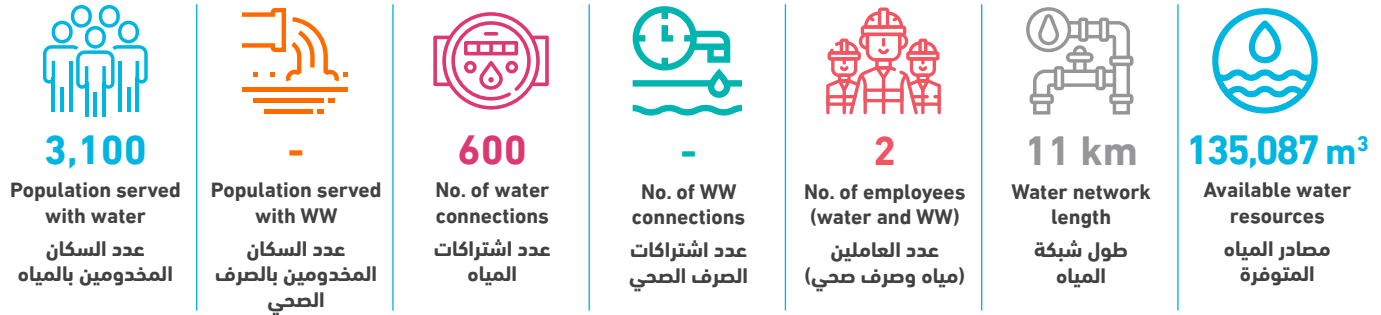 3,100
Population served
with water
عدد السكان
المخدومين بالمياه
-
Population served
with WW
عدد السكان
المخدومين بالصرف
الصحي
600
No. of water
connections
عدد اشتراكات
المياه
-
No. of WW
connections
عدد اشتراكات
الصرف الصحي
2
No. of employees
(water and WW)
عدد العاملين
(مياه وصرف صحي)
11 km
Water network
length
طول شبكة
المياه
135,087 m³
Available water
resources
مصادر المياه
المتوفرة